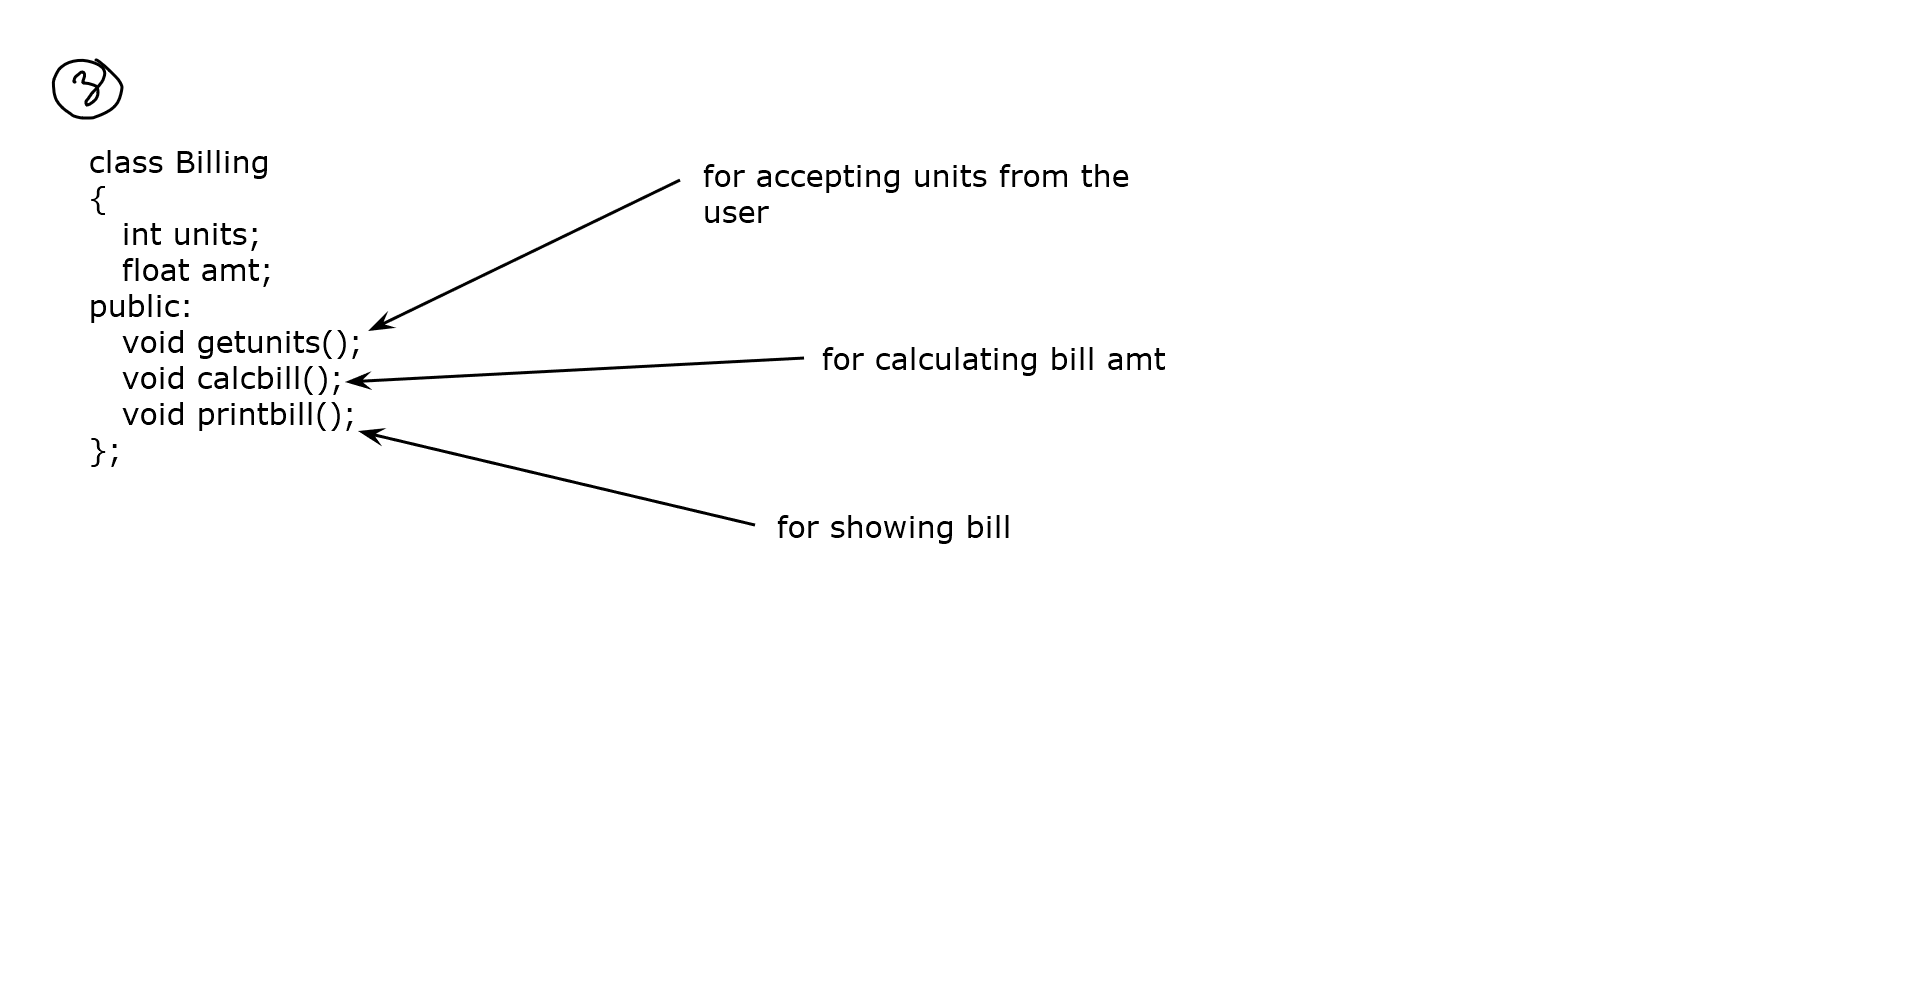 3
class Billing
{
int units;
float amt;
public:
void getunits();
void calcbill();
void printbill();
};
for accepting units from the
user
for calculating bill amt
for showing bill